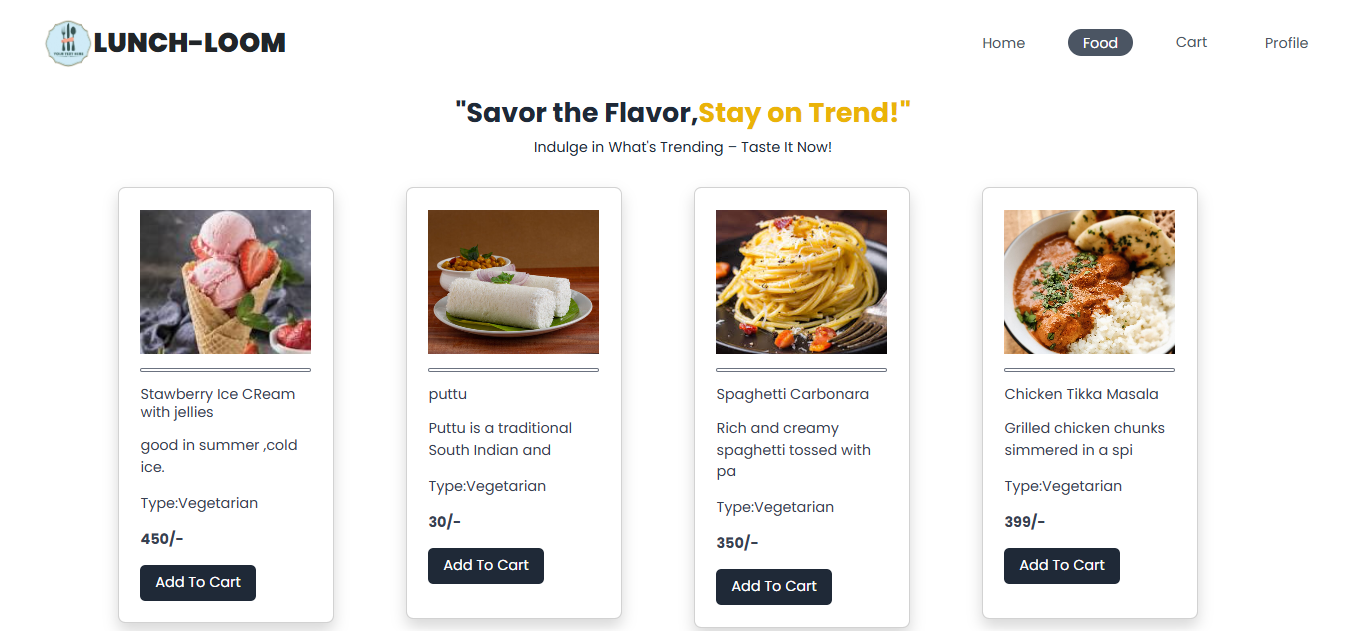 LUNCH-LOOM
Home
Food
Cart
Profile
"Savor the Flavor,Stay on Trend!"
Indulge in What's Trending – Taste It Now!
Stawberry Ice CReam
with jellies
good in summer ,cold
ice.
Type:Vegetarian
450/-
Add To Cart
puttu
Puttu is a traditional
South Indian and
Type:Vegetarian
30/-
Add To Cart
Spaghetti Carbonara
Rich and creamy
spaghetti tossed with
pa
Type:Vegetarian
350/-
Add To Cart
Chicken Tikka Masala
Grilled chicken chunks
simmered in a spi
Type:Vegetarian
399/-
Add To Cart